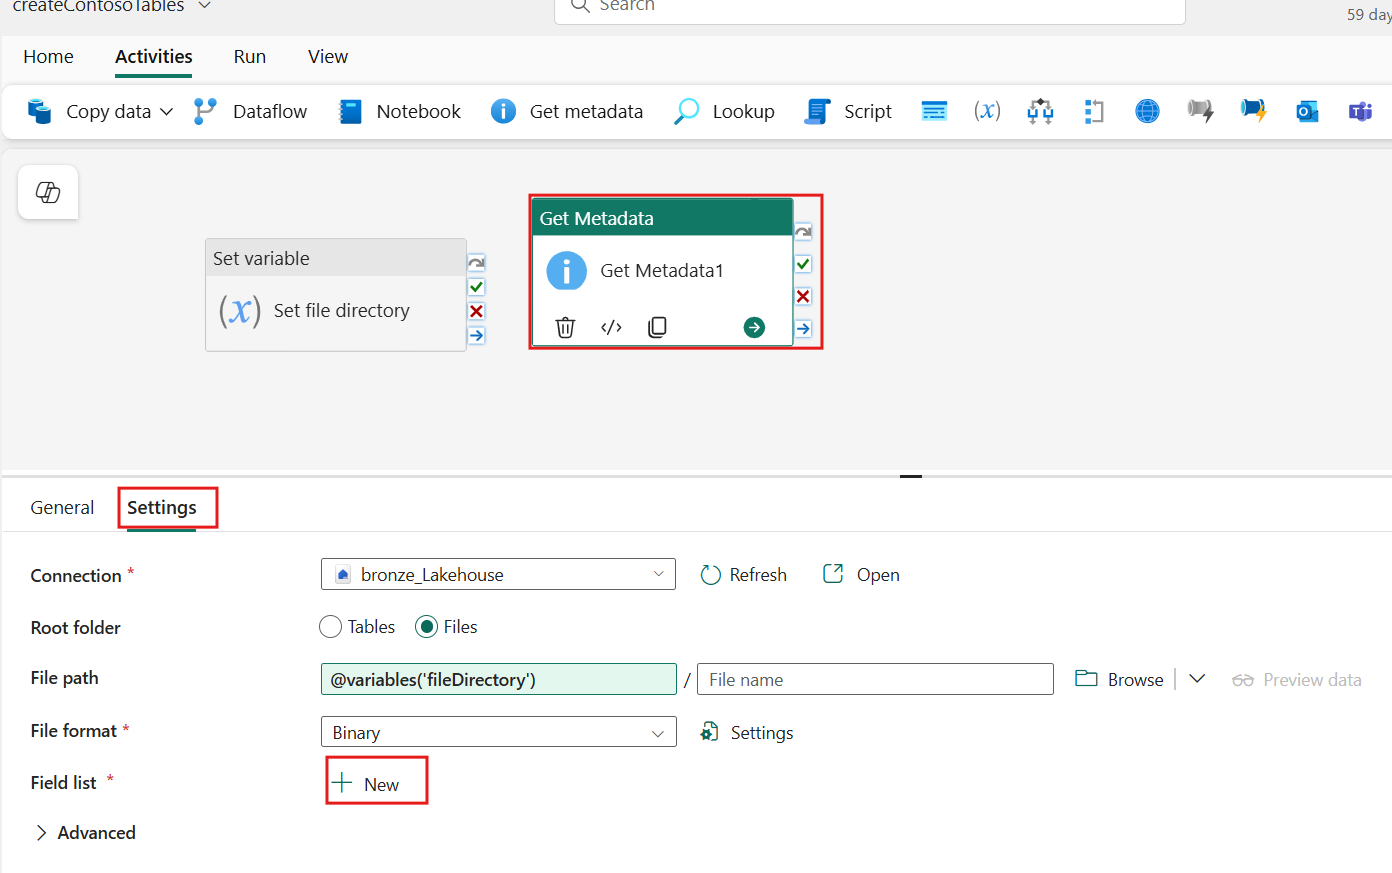 createContosoTables
Search
59 day
Home Activities Run View
Copy data Dataflow Notebook Get metadata Lookup Script (x)
Get Metadata
Set variable
Get Metadata1
(x) Set file directory
General Settings
Connection * bronze_Lakehouse Refresh Open
Root folder Tables Files
File path @variables('fileDirectory') / File name Browse Preview data
File format * Binary Settings
Field list * New
Advanced